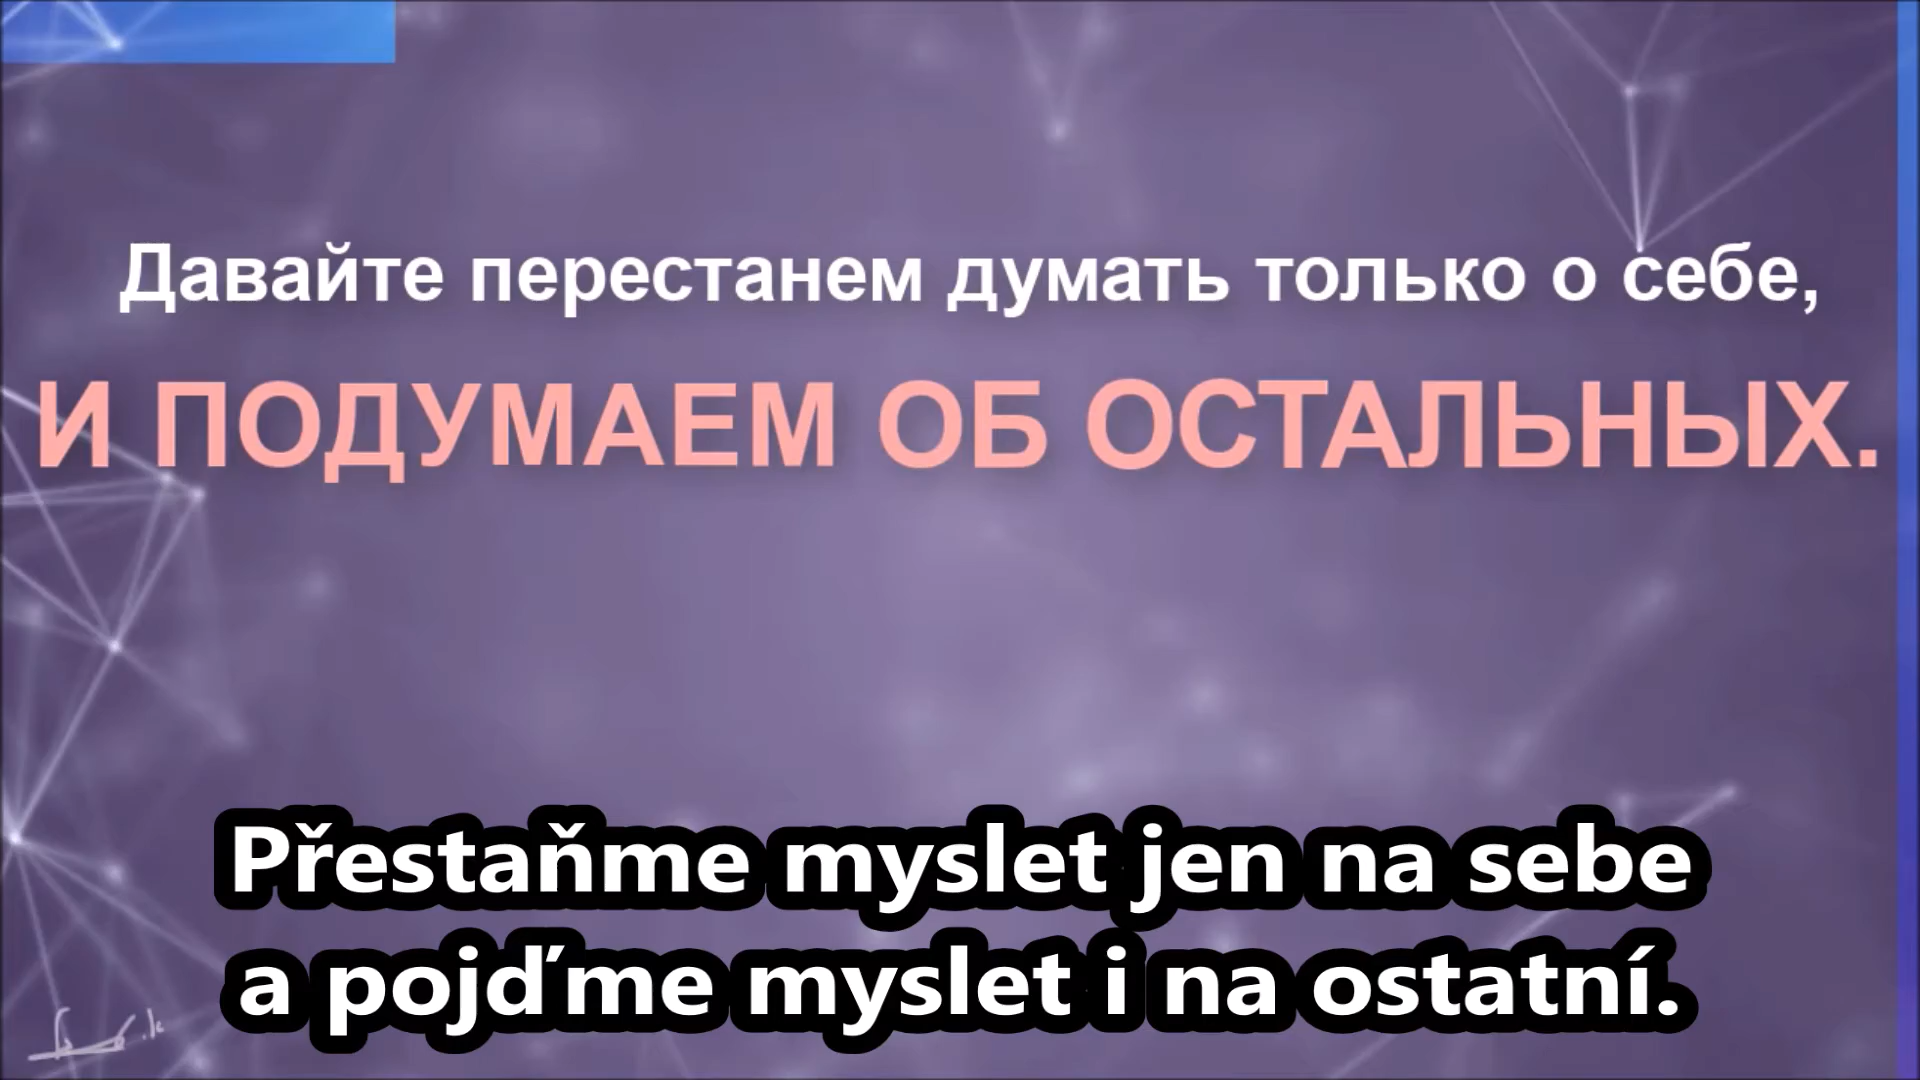 Давайте перестанем думать только о себе,
И ПОДУМАЕМ ОБ ОСТАЛЬНЫХ.
Přestaňme myslet jen na sebe
a pojďme myslet i na ostatní.